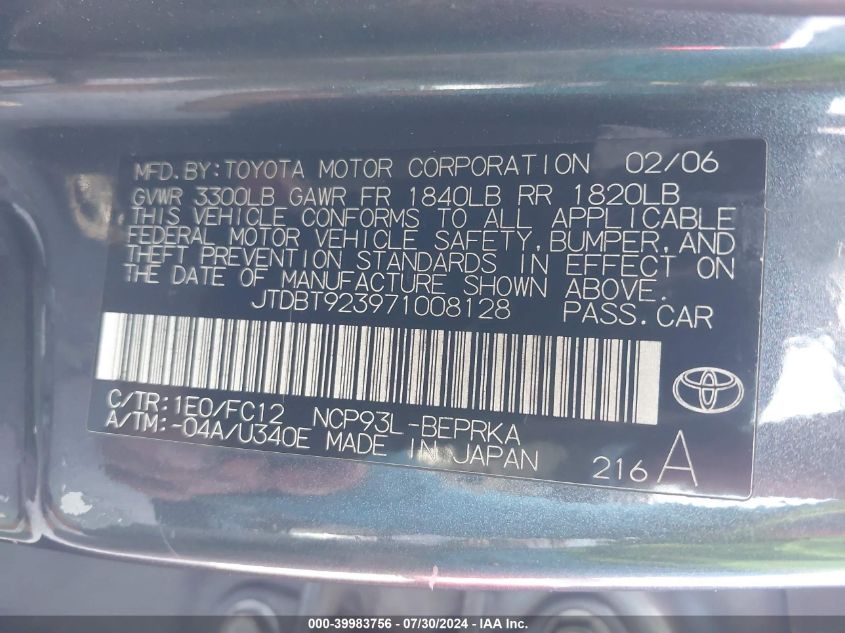 MFD.BY:TOYOTA MOTOR CORPORATION 02/06
GVWR 3300LB GAWR FR 1840LB RR 1820LB
THIS VEHICLE CONFORMS TO ALL APPLICABLE
FEDERAL MOTOR VEHICLE SAFETY,BUMPER,AND
THEFT PREVENTION STANDARDS IN EFFECT ON
THE DATE OF MANUFACTURE SHOWN ABOVE.
JTDBT923971008128 PASS.CAR
C/TR:1E0/FC12 NCP93L-BEPRKA
A/TM:-04A/U340E MADE IN JAPAN
216 A
000-39983756 / 07/30/2024 - IAAI.com